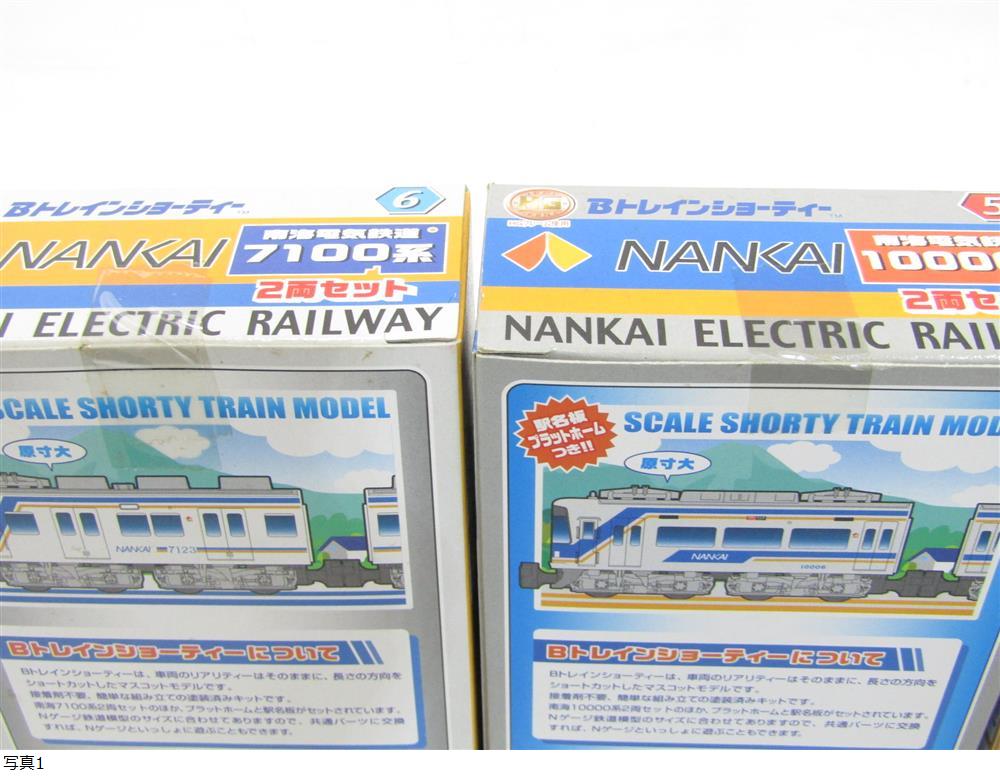 Bトレインショーティー™
6
NANKAI
南海電気鉄道
7100系
2両セット
I ELECTRIC RAILWAY
SCALE SHORTY TRAIN MODEL
原寸大
NANKAI 7123
Bトレインショーティーについて
Bトレインショーティーは、車両のリアリティーはそのままに、長さの方向を
ショートカットしたマスコットモデルです。
接着剤不要、簡単な組み立ての塗装済みキットです。
南海7100系2両セットのほか、プラットホームと駅名板がセットされています。
Nゲージ鉄道模型のサイズに合わせてありますので、共通パーツに交換
すれば、Nゲージといっしょに遊ぶこともできます。
HG
HGフレーム使用
Bトレインショーティー™
5
NANKAI
南海電気鉄
10000
2両セ
NANKAI ELECTRIC RAIL
駅名板
プラットホーム
つき!!
SCALE SHORTY TRAIN MOD
原寸大
NANKAI
10006
Bトレインショーティーについて
Bトレインショーティーは、車両のリアリティーはそのままに、長さの方向を
ショートカットしたマスコットモデルです。
接着剤不要、簡単な組み立ての塗装済みキットです。
南海10000系2両セットのほか、プラットホームと駅名板がセットされています。
Nゲージ鉄道模型のサイズに合わせてありますので、共通パーツに交換
すれば、Nゲージといっしょに遊ぶこともできます。
写真1